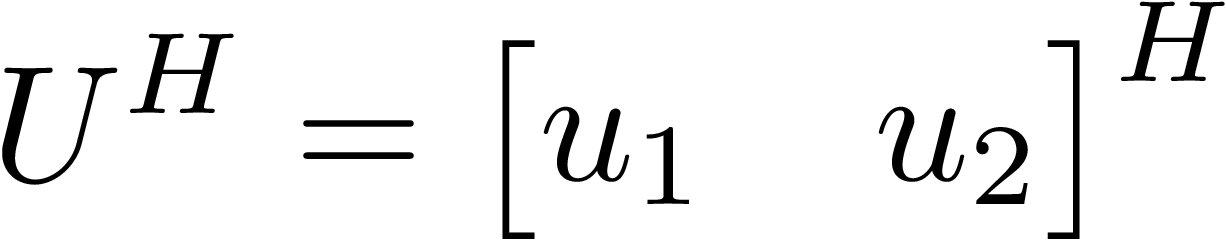 U^H = [u_1 u_2]^H